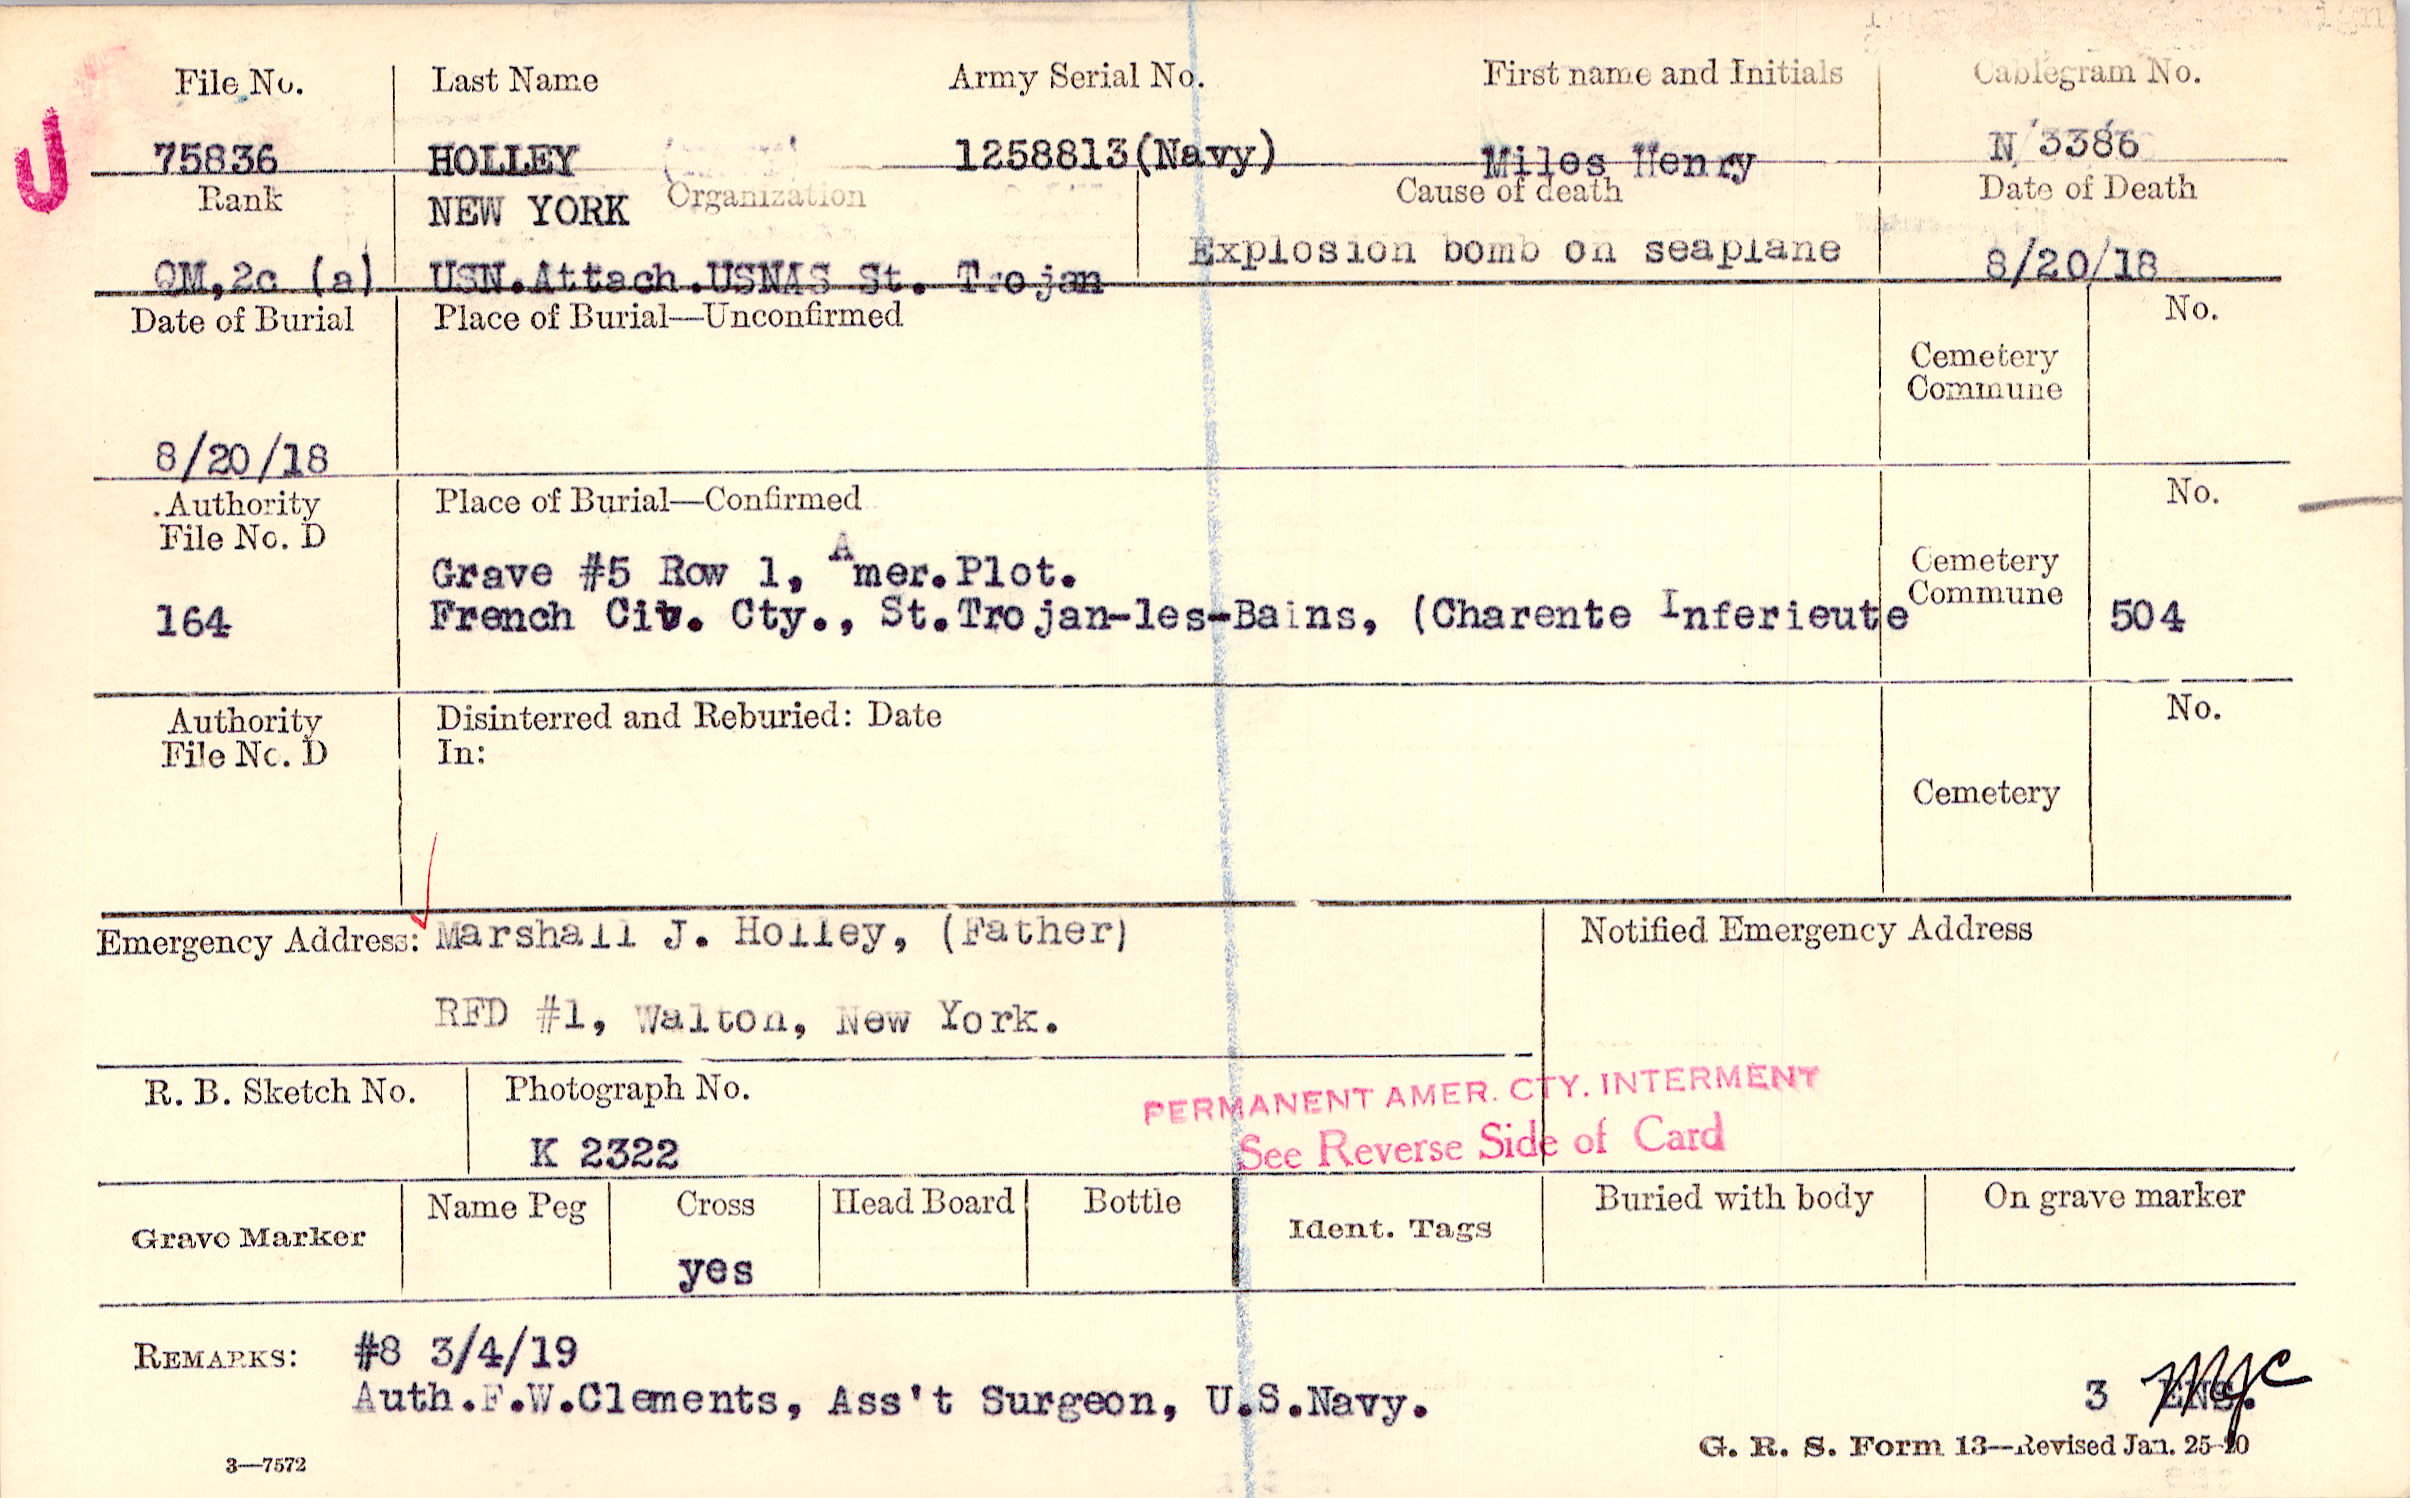 File No. Last Name Army Serial No. First name and Initials Cablegram No.
U
75836 HOLLEY 1258813(Navy) Miles Henry N 3386
Rank NEW YORK Organization Cause of death Date of Death
QM,2c (a) USN.Attach.USNAS St. Trojan Explosion bomb on seaplane 8/20/18
Date of Burial Place of Burial—Unconfirmed No.
Cemetery
Commune
8/20/18
Authority Place of Burial—Confirmed No.
File No. D
Grave #5 Row 1, Amer.Plot. Cemetery
Commune
164 French Civ. Cty., St.Trojan-les-Bains, (Charente Inferieute 504
Authority Disinterred and Reburied: Date No.
File No. D In:
Cemetery
Emergency Address: Marshall J. Holley, (Father) Notified Emergency Address
RFD #1, Walton, New York.
R. B. Sketch No. Photograph No. PERMANENT AMER. CTY. INTERMENT
K 2322 See Reverse Side of Card
Grave Marker Name Peg Cross Head Board Bottle Ident. Tags Buried with body On grave marker
yes
REMARKS: #8 3/4/19
Auth.F.W.Clements, Ass't Surgeon, U.S.Navy. 3 ENS.
G. R. S. Form 13—Revised Jan. 25-20
3—7572